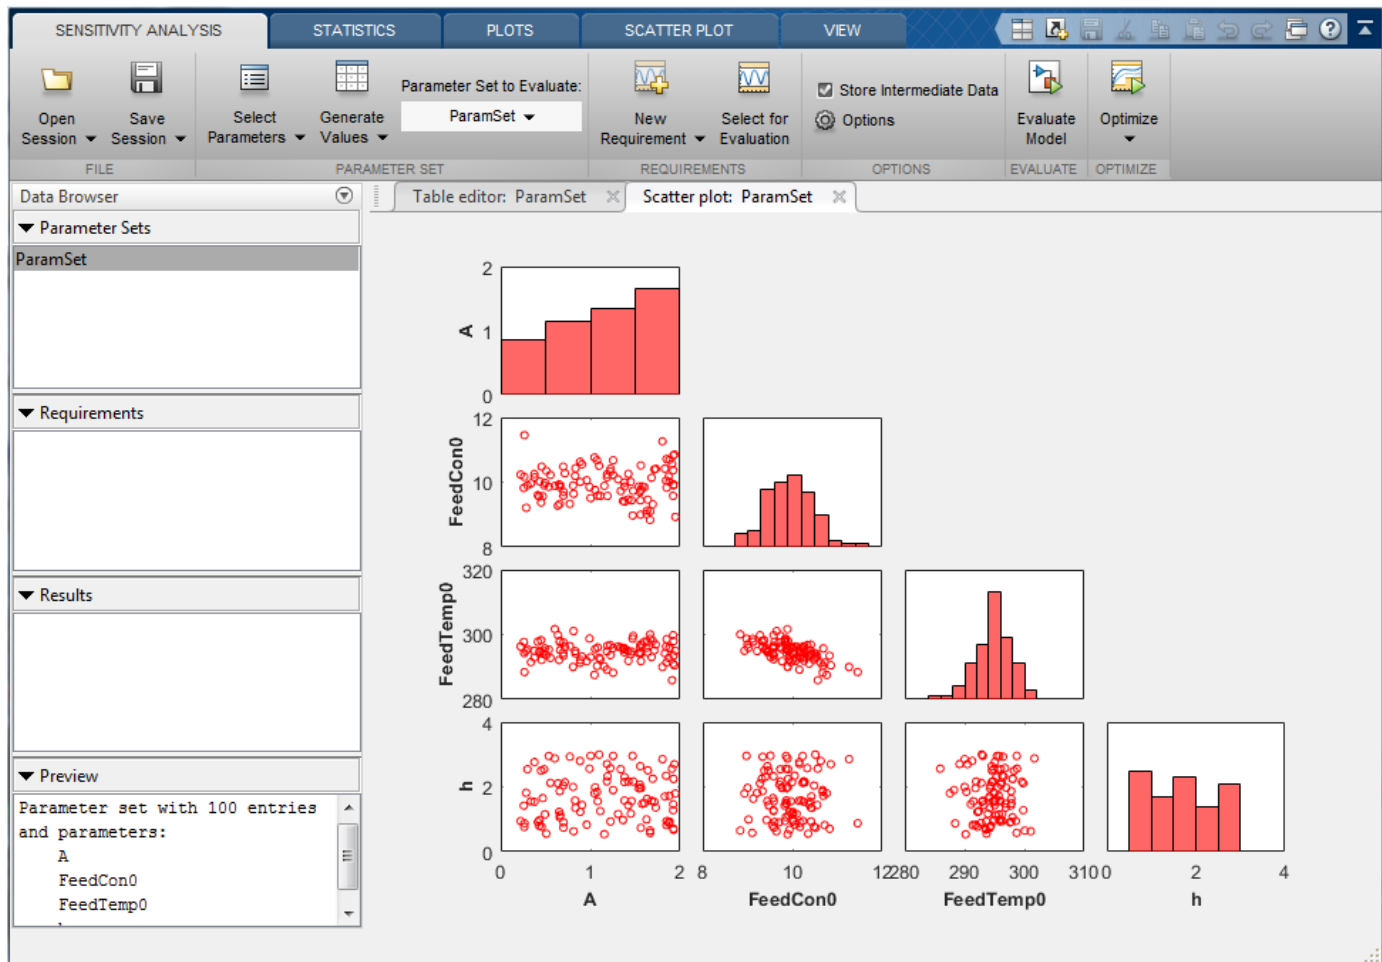 SENSITIVITY ANALYSIS STATISTICS PLOTS SCATTER PLOT VIEW
Open Session
Save Session
Select Parameters
Generate Values
Parameter Set to Evaluate:
ParamSet
New Requirement
Select for Evaluation
Store Intermediate Data
Options
Evaluate Model
Optimize
FILE PARAMETER SET REQUIREMENTS OPTIONS EVALUATE OPTIMIZE
Data Browser
Parameter Sets
ParamSet
Requirements
Results
Preview
Parameter set with 100 entries
and parameters:
A
FeedCon0
FeedTemp0
Table editor: ParamSet
Scatter plot: ParamSet
2
1
0
A
12
10
8
FeedCon0
320
300
280
FeedTemp0
4
2
0
h
0 1 2 8 10 12 280 290 300 310 0 2 4
A FeedCon0 FeedTemp0 h